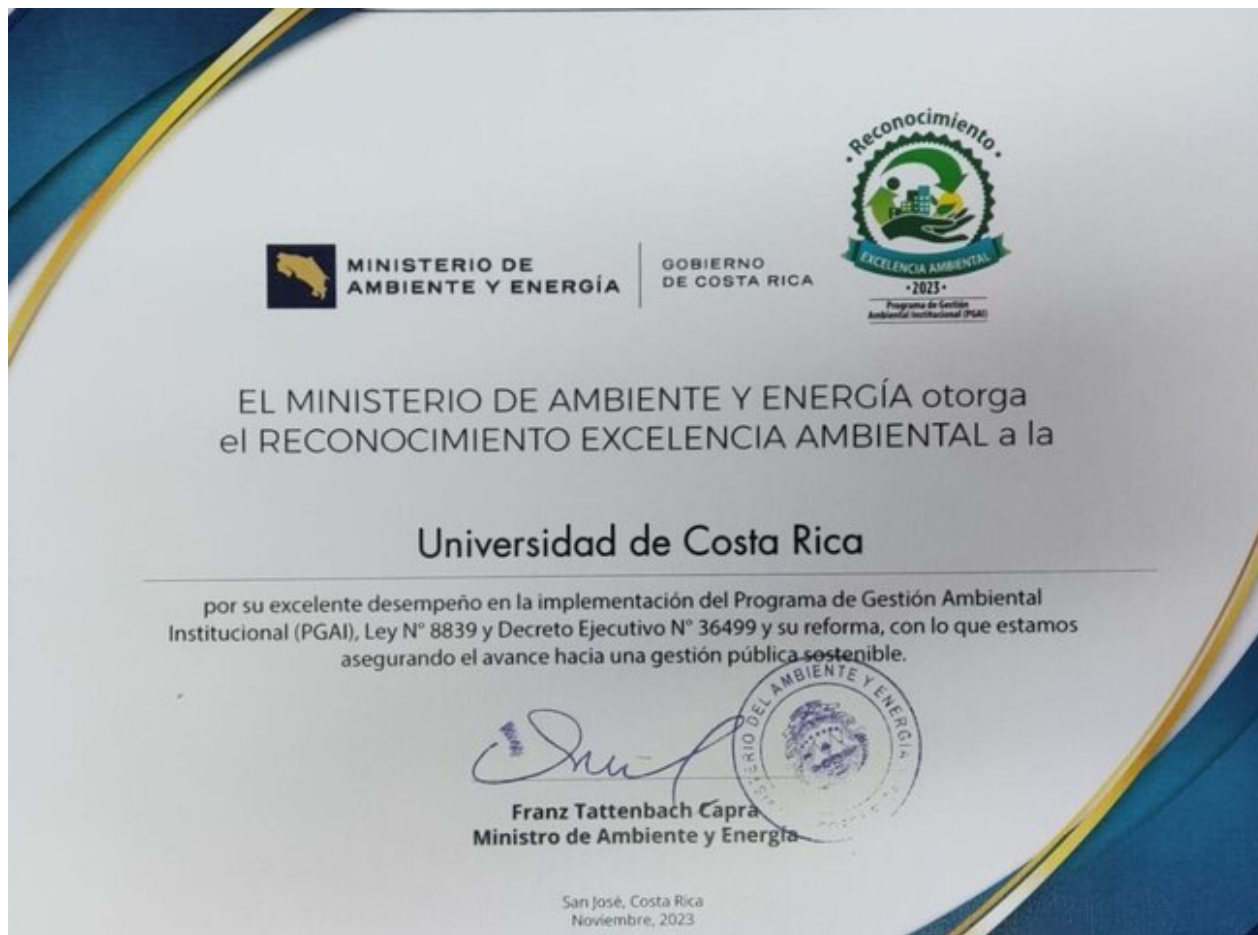 Reconocimiento
EXCELENCIA AMBIENTAL
•2023•
Programa de Gestión
Ambiental Institucional (PGAI)
MINISTERIO DE
AMBIENTE Y ENERGÍA
GOBIERNO
DE COSTA RICA
EL MINISTERIO DE AMBIENTE Y ENERGÍA otorga
el RECONOCIMIENTO EXCELENCIA AMBIENTAL a la
Universidad de Costa Rica
por su excelente desempeño en la implementación del Programa de Gestión Ambiental
Institucional (PGAI), Ley N° 8839 y Decreto Ejecutivo N° 36499 y su reforma, con lo que estamos
asegurando el avance hacia una gestión pública sostenible.
DEL AMBIENTE Y ENERGIA
Franz Tattenbach Capra
Ministro de Ambiente y Energía
San José, Costa Rica
Noviembre, 2023